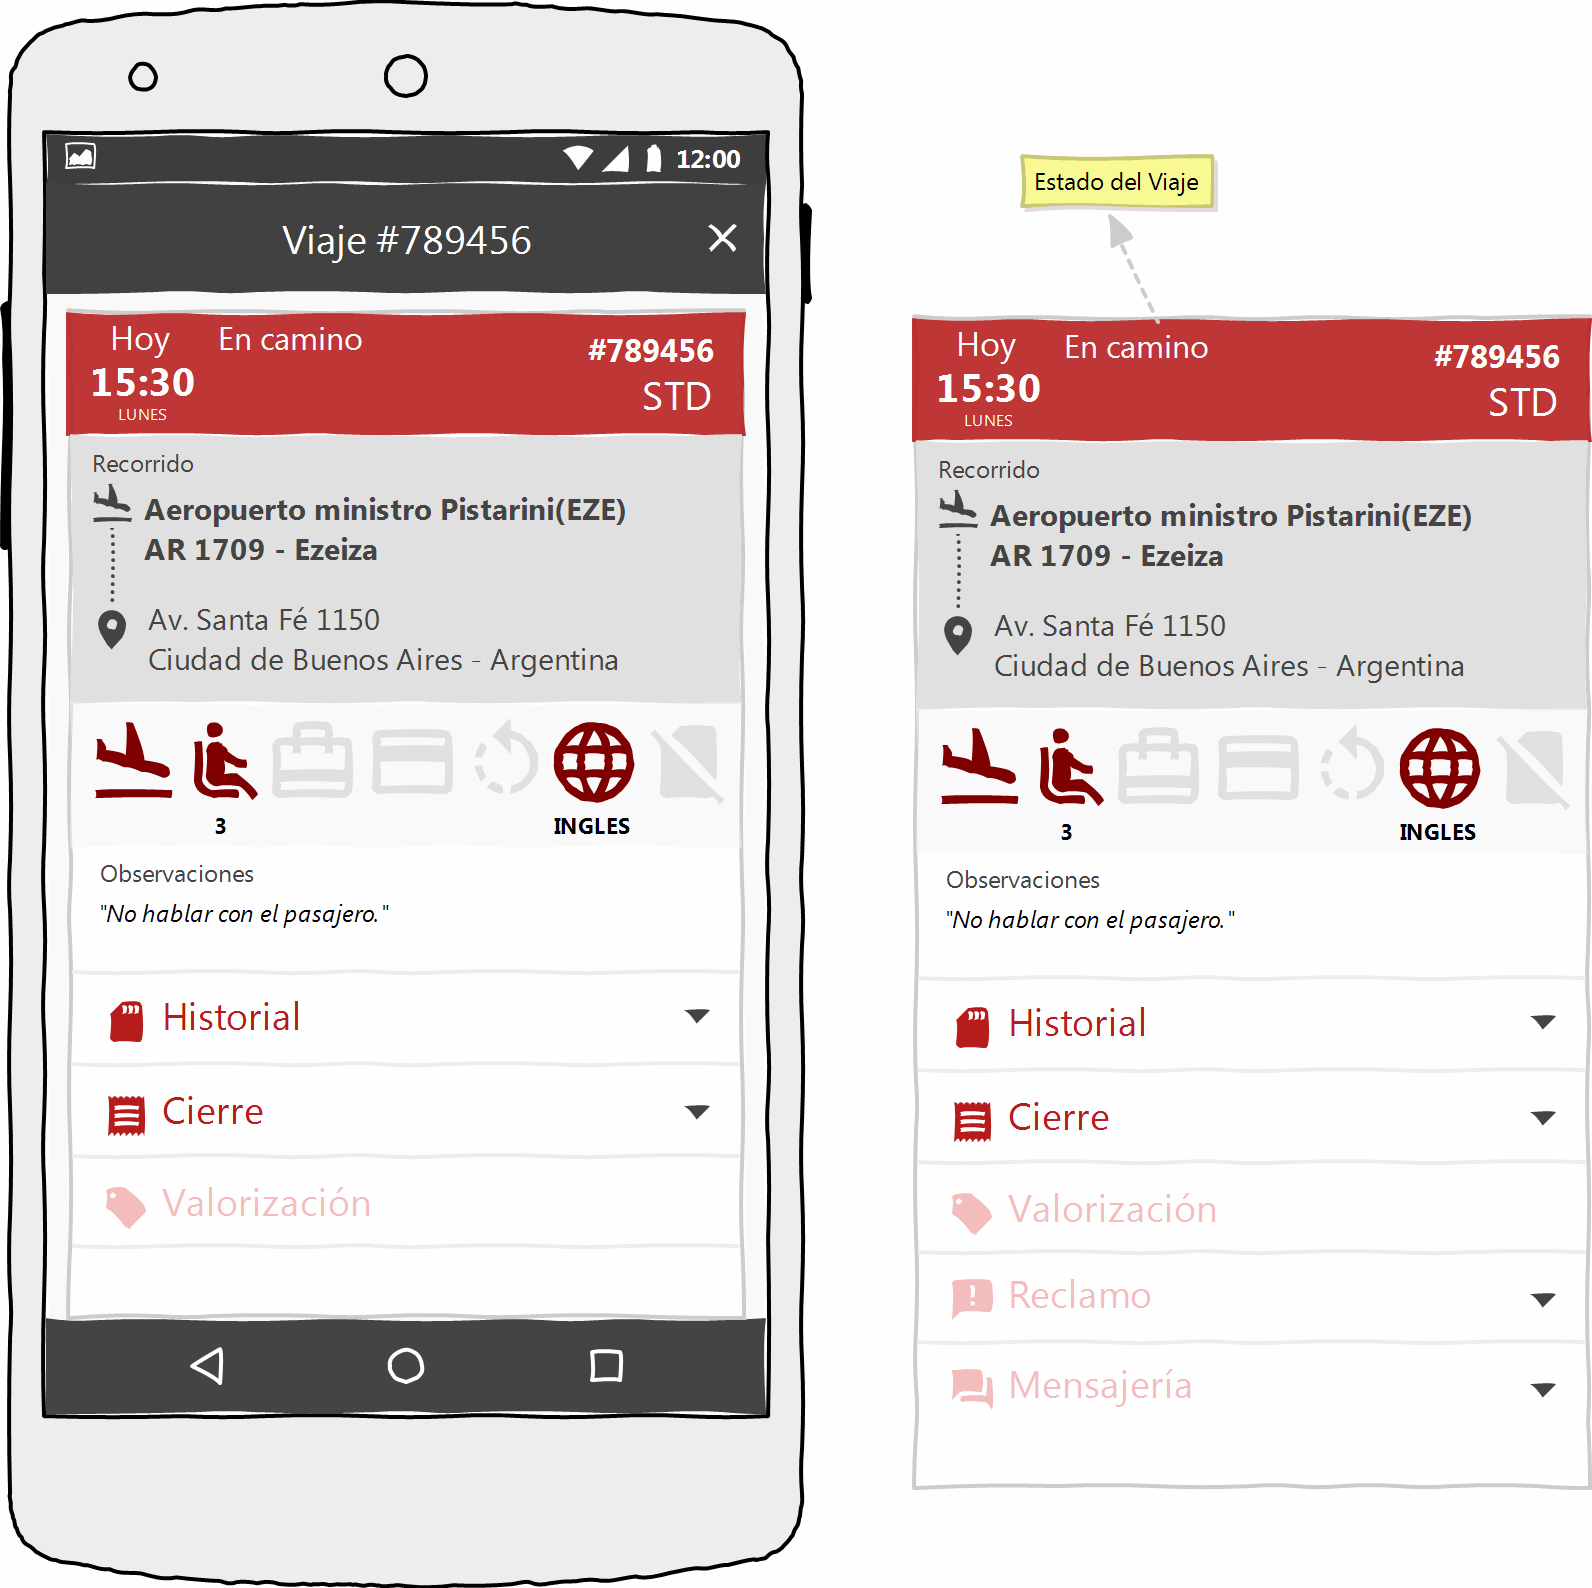 12:00
Viaje #789456
Hoy
En camino
15:30
LUNES
#789456
STD
Recorrido
Aeropuerto ministro Pistarini(EZE)
AR 1709 - Ezeiza
Av. Santa Fé 1150
Ciudad de Buenos Aires - Argentina
3
INGLES
Observaciones
"No hablar con el pasajero."
Historial
Cierre
Valorización
Estado del Viaje
Hoy
En camino
15:30
LUNES
#789456
STD
Recorrido
Aeropuerto ministro Pistarini(EZE)
AR 1709 - Ezeiza
Av. Santa Fé 1150
Ciudad de Buenos Aires - Argentina
3
INGLES
Observaciones
"No hablar con el pasajero."
Historial
Cierre
Valorización
Reclamo
Mensajería